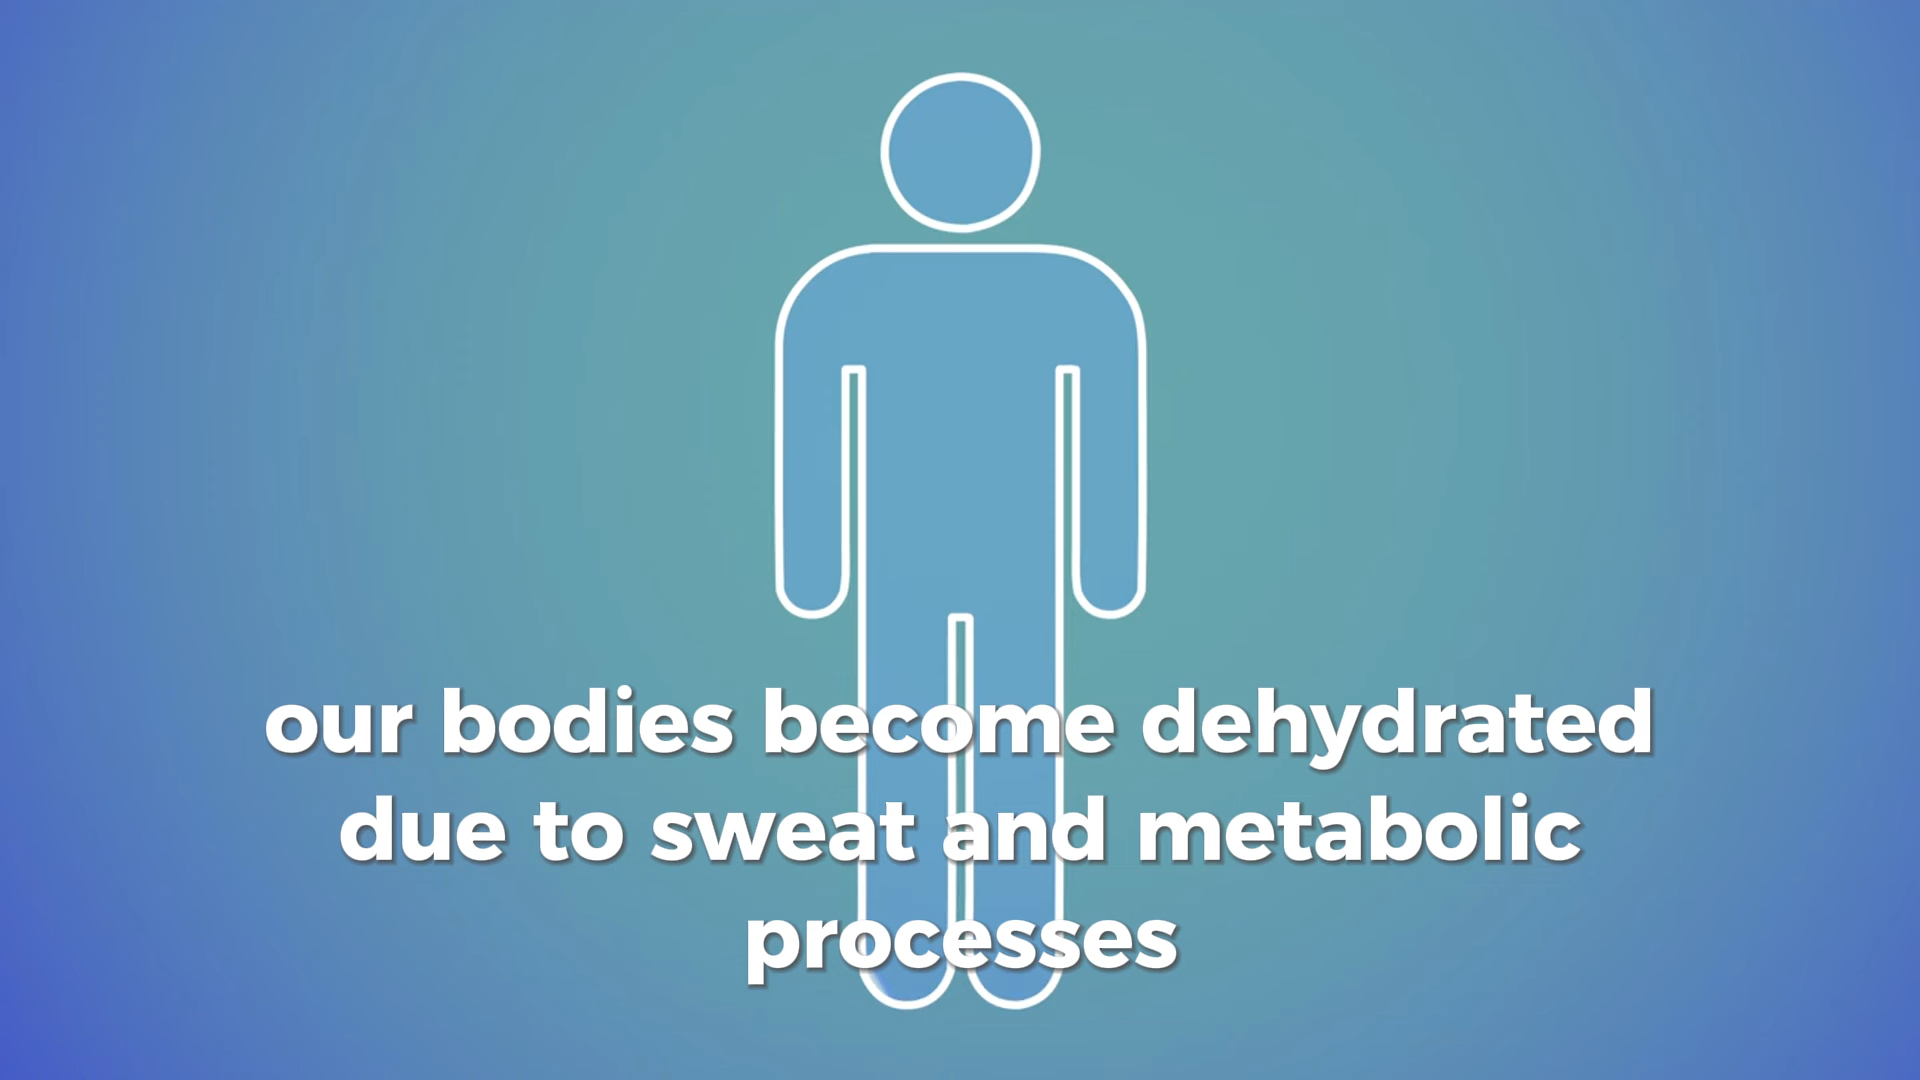 our bodies become dehydrated
due to sweat and metabolic
processes